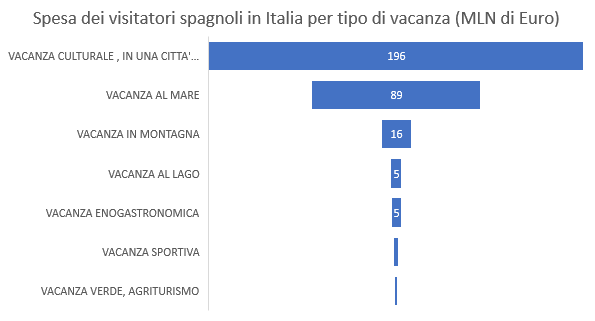 Spesa dei visitatori spagnoli in Italia per tipo di vacanza (MLN di Euro)
VACANZA CULTURALE , IN UNA CITTA'...
196
VACANZA AL MARE
89
VACANZA IN MONTAGNA
16
VACANZA AL LAGO
5
VACANZA ENOGASTRONOMICA
5
VACANZA SPORTIVA
VACANZA VERDE, AGRITURISMO